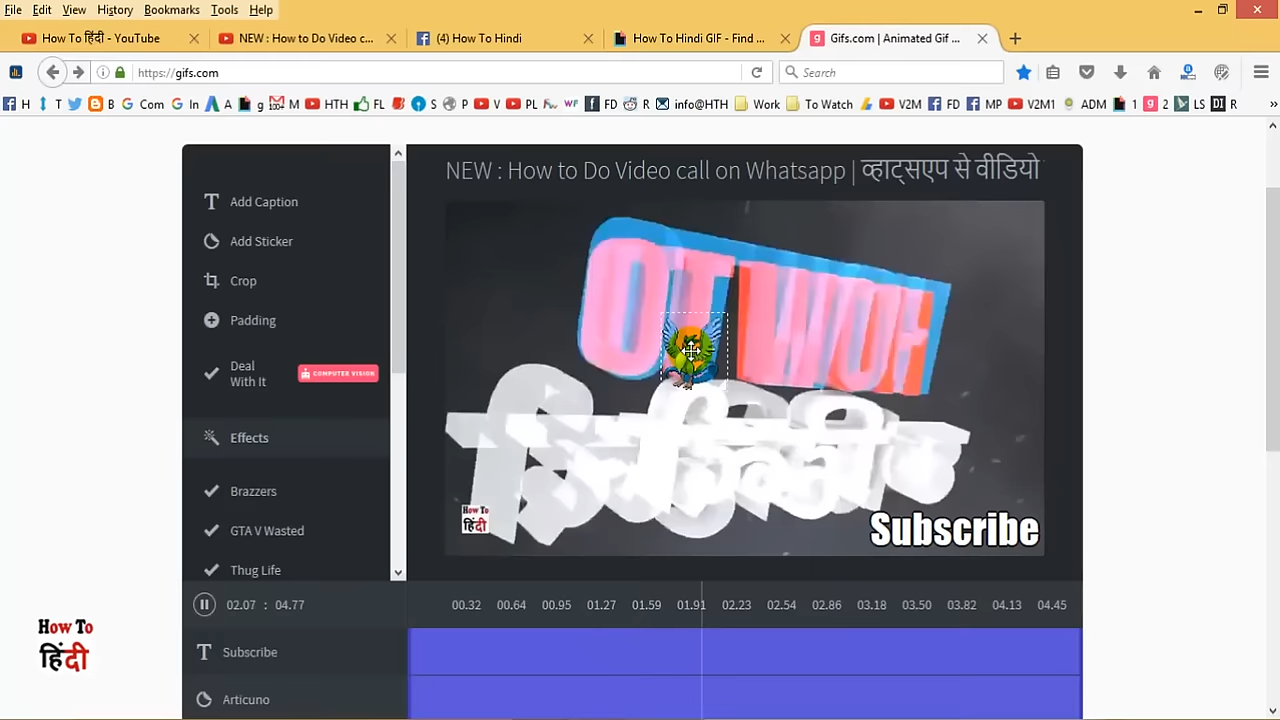 File Edit View History Bookmarks Tools Help
How To हिंदी - YouTube
NEW : How to Do Video c...
(4) How To Hindi
How To Hindi GIF - Find ...
Gifs.com | Animated Gif ...
https://gifs.com
Search
H T B Com In A g M HTH FL S P V PL FD R info@HTH Work To Watch V2M FD MP V2M1 ADM 1 2 LS R
NEW : How to Do Video call on Whatsapp | व्हाट्सएप से वीडियो
Add Caption
Add Sticker
Crop
Padding
Deal
With It
COMPUTER VISION
Effects
Brazzers
GTA V Wasted
Thug Life
How To
हिंदी
Subscribe
02.07 : 04.77
00.32 00.64 00.95 01.27 01.59 01.91 02.23 02.54 02.86 03.18 03.50 03.82 04.13 04.45
How To
हिंदी
Subscribe
Articuno